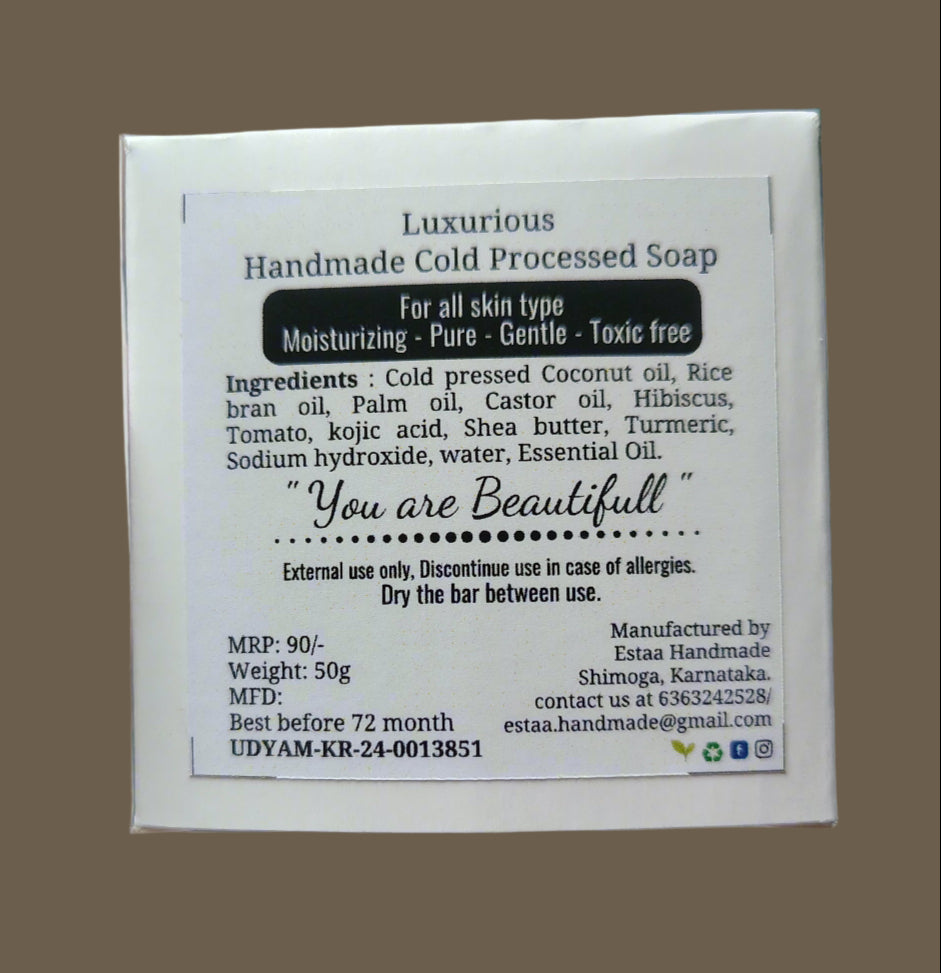 Luxurious
Handmade Cold Processed Soap
For all skin type
Moisturizing - Pure - Gentle - Toxic free
Ingredients : Cold pressed Coconut oil, Rice
bran oil, Palm oil, Castor oil, Hibiscus,
Tomato, kojic acid, Shea butter, Turmeric,
Sodium hydroxide, water, Essential Oil.
" You are Beautifull "
External use only, Discontinue use in case of allergies.
Dry the bar between use.
MRP: 90/-
Weight: 50g
MFD:
Best before 72 month
UDYAM-KR-24-0013851
Manufactured by
Estaa Handmade
Shimoga, Karnataka.
contact us at 6363242528/
estaa.handmade@gmail.com